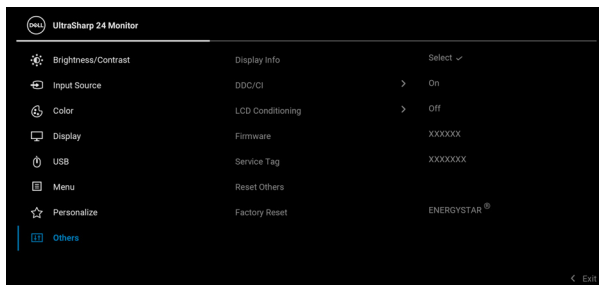 DELL UltraSharp 24 Monitor
Brightness/Contrast Display Info Select ✓
Input Source DDC/CI > On
Color LCD Conditioning > Off
Display Firmware XXXXXX
USB Service Tag XXXXXXX
Menu Reset Others
Personalize Factory Reset ENERGYSTAR ®
Others
< Exit